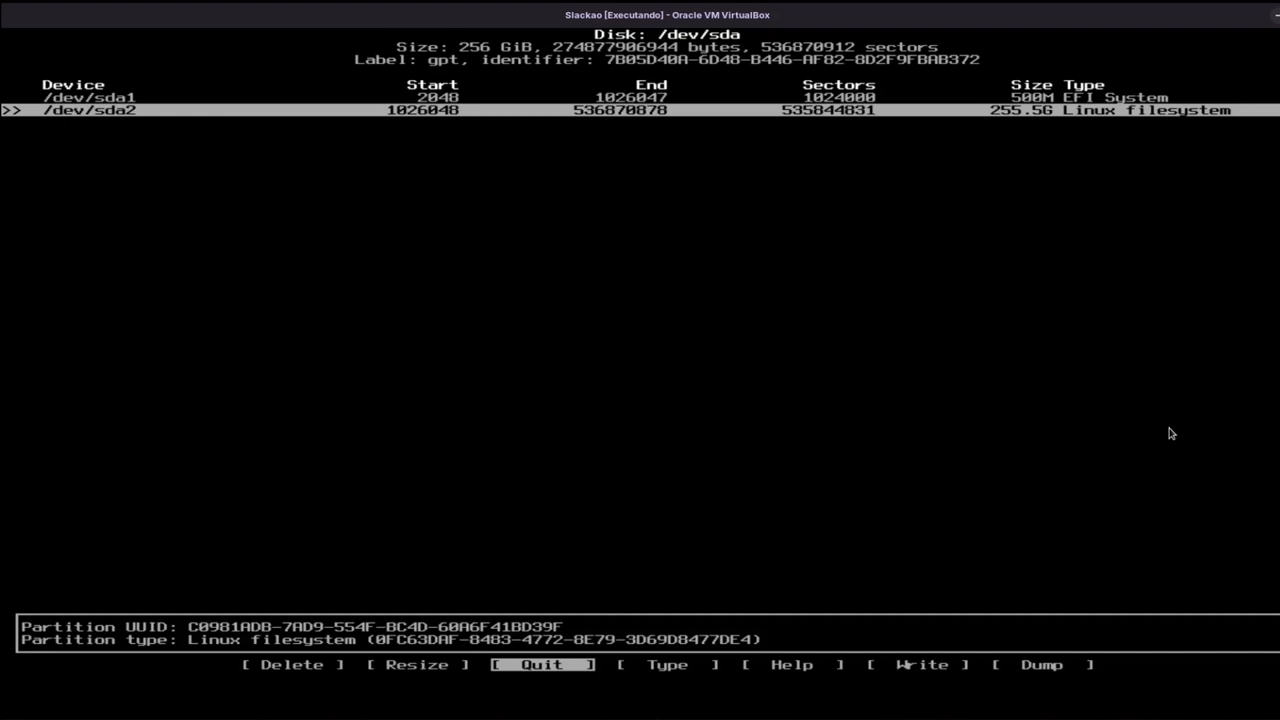 Slackao [Executando] - Oracle VM VirtualBox
Disk: /dev/sda
Size: 256 GiB, 274877906944 bytes, 536870912 sectors
Label: gpt, identifier: 7B05D40A-6D48-B446-AF82-8D2F9FBAB372
Device Start End Sectors Size Type
/dev/sda1 2048 1026047 1024000 500M EFI System
>> /dev/sda2 1026048 536870878 535844831 255.5G Linux filesystem
Partition UUID: C0981ADB-7AD9-554F-BC4D-60A6F41BD39F
Partition type: Linux filesystem (0FC63DAF-8483-4772-8E79-3D69D8477DE4)
[ Delete ] [ Resize ] [ Quit ] [ Type ] [ Help ] [ Write ] [ Dump ]